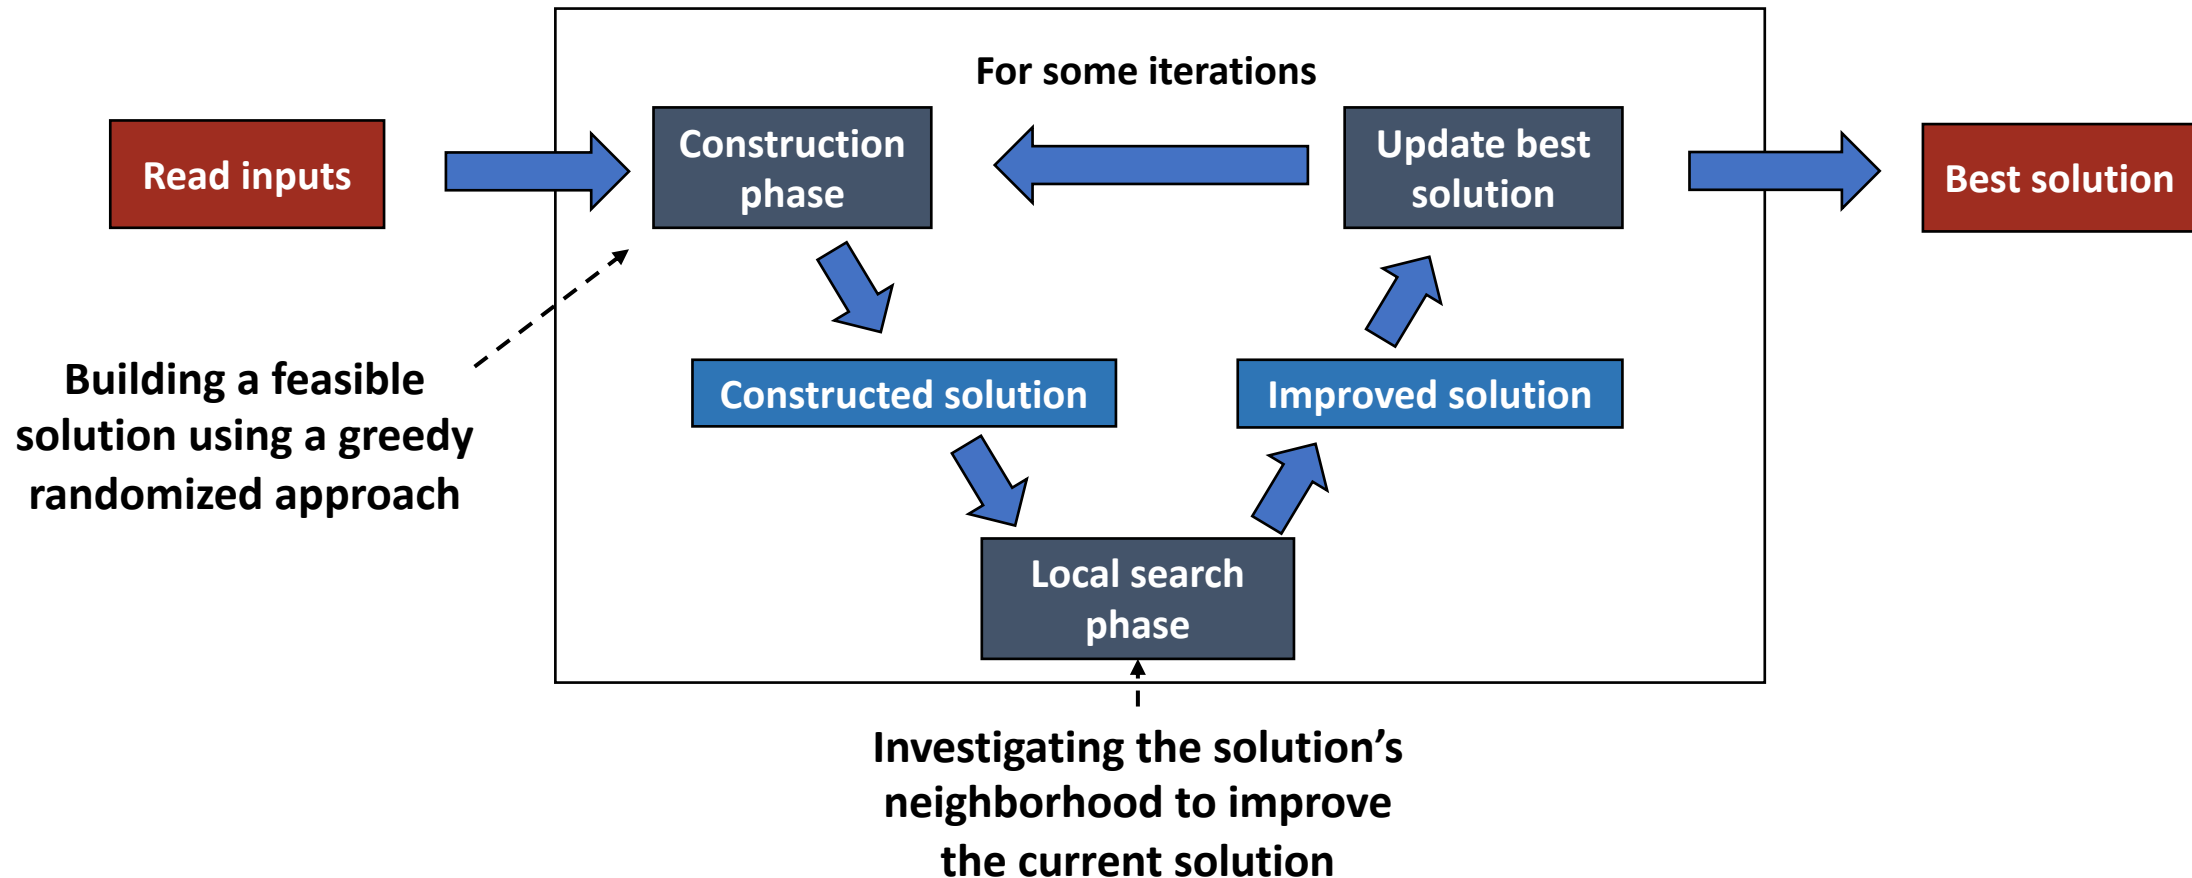 For some iterations
Read inputs
Construction
phase
Update best
solution
Best solution
Building a feasible
solution using a greedy
randomized approach
Constructed solution
Improved solution
Local search
phase
Investigating the solution’s
neighborhood to improve
the current solution